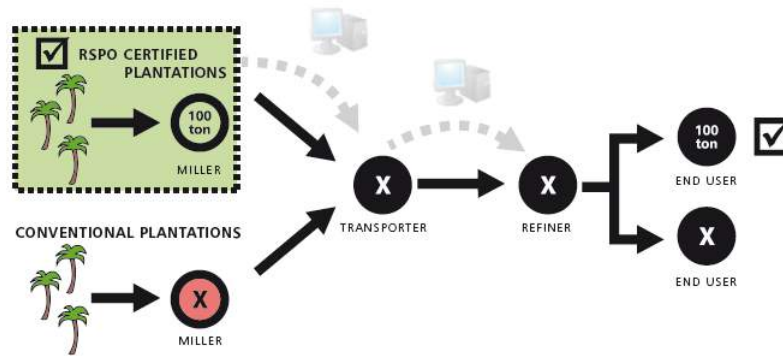 RSPO CERTIFIED
PLANTATIONS
100
ton
MILLER
CONVENTIONAL PLANTATIONS
X
MILLER
X
TRANSPORTER
X
REFINER
100
ton
END USER
X
END USER